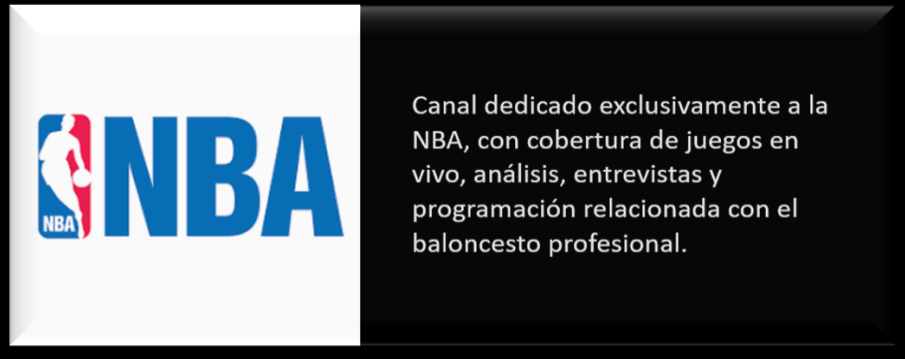 NBA
NBA
Canal dedicado exclusivamente a la
NBA, con cobertura de juegos en
vivo, análisis, entrevistas y
programación relacionada con el
baloncesto profesional.